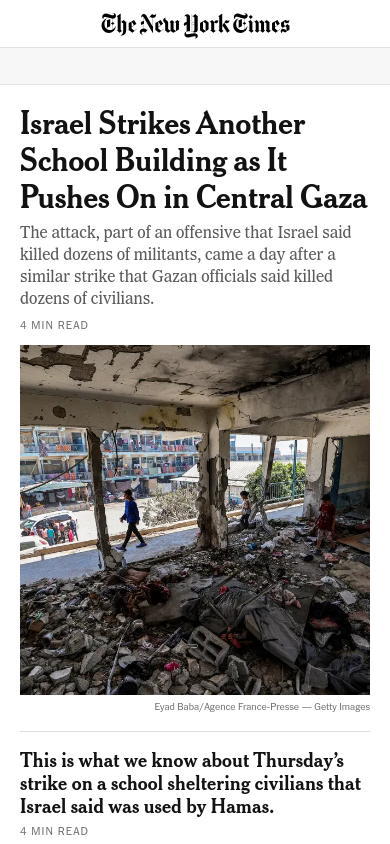 The New York Times
Israel Strikes Another
School Building as It
Pushes On in Central Gaza
The attack, part of an offensive that Israel said
killed dozens of militants, came a day after a
similar strike that Gazan officials said killed
dozens of civilians.
4 MIN READ
Eyad Baba/Agence France-Presse — Getty Images
This is what we know about Thursday’s
strike on a school sheltering civilians that
Israel said was used by Hamas.
4 MIN READ